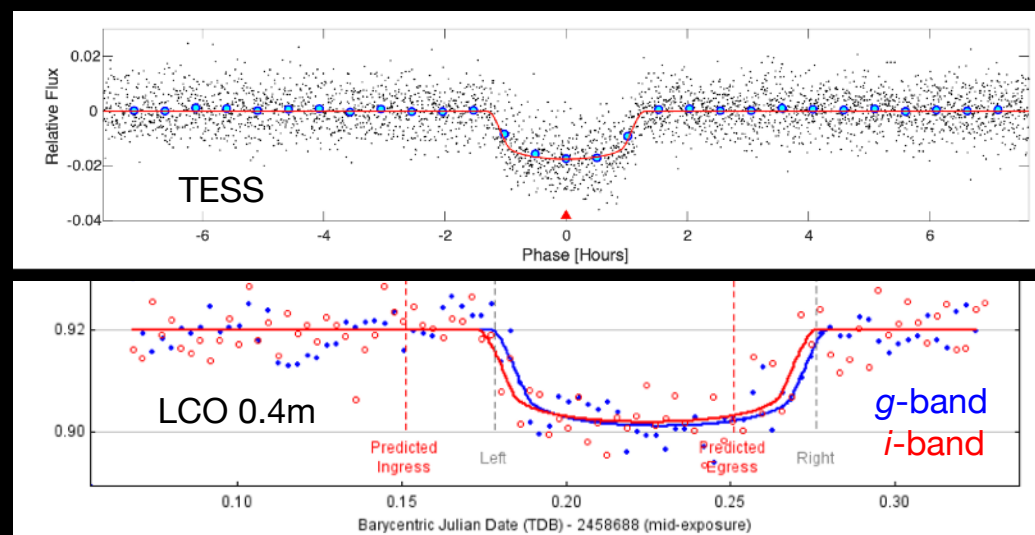 0.02
0
-0.02
-0.04
Relative Flux
TESS
-6
-4
-2
0
2
4
6
Phase [Hours]
0.92
0.90
LCO 0.4m
g-band
i-band
Predicted
Ingress
Left
Predicted
Egress
Right
0.10
0.15
0.20
0.25
0.30
Barycentric Julian Date (TDB) - 2458688 (mid-exposure)